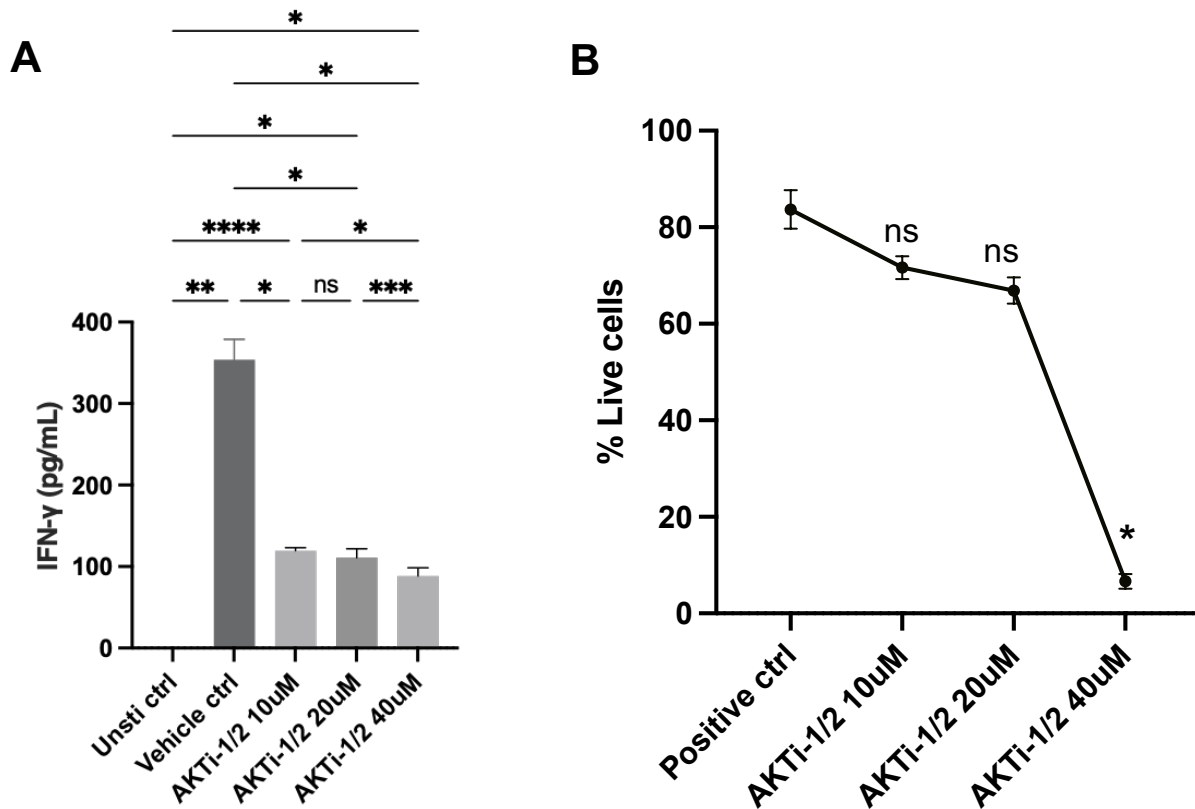 A
*
*
*
*
**** *
** * ns ***
400
300
200
100
0
IFN-γ (pg/mL)
Unsti ctrl
Vehicle ctrl
AKTi-1/2 10uM
AKTi-1/2 20uM
AKTi-1/2 40uM
B
100
80
60
40
20
0
% Live cells
ns
ns
*
Positive ctrl
AKTi-1/2 10uM
AKTi-1/2 20uM
AKTi-1/2 40uM